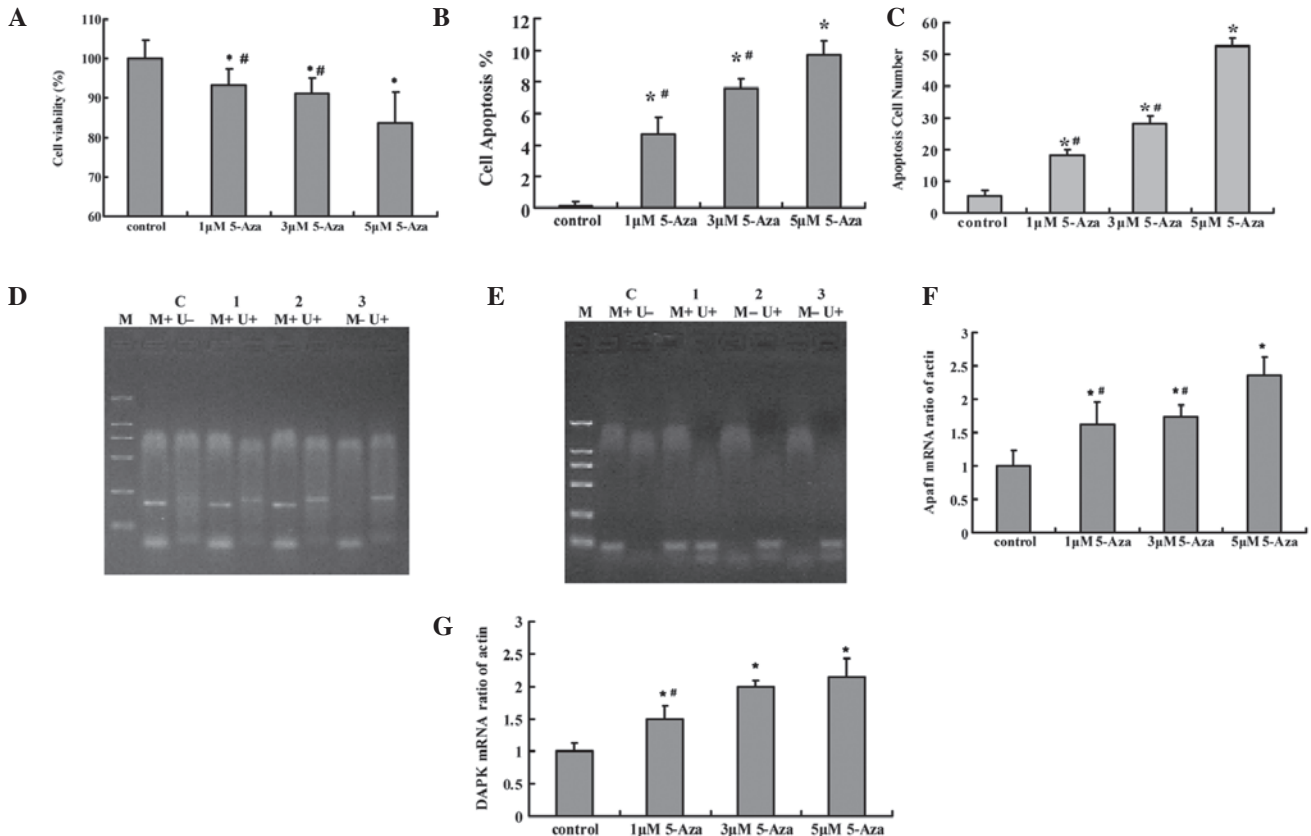 A
110
100
90
80
70
60
Cell viability (%)
* #
*#
*
control 1μM 5-Aza 3μM 5-Aza 5μM 5-Aza
B
12
10
8
6
4
2
0
Cell Apoptosis %
*#
*#
*
control 1μM 5-Aza 3μM 5-Aza 5μM 5-Aza
C
60
50
40
30
20
10
0
Apoptosis Cell Number
*#
*#
*
control 1μM 5-Aza 3μM 5-Aza 5μM 5-Aza
D
C 1 2 3
M M+ U– M+ U+ M+ U+ M– U+
E
C 1 2 3
M M+ U– M+ U+ M– U+ M– U+
F
3
2.5
2
1.5
1
0.5
0
Apaf1 mRNA ratio of actin
*#
*#
*
control 1μM 5-Aza 3μM 5-Aza 5μM 5-Aza
G
3
2.5
2
1.5
1
0.5
0
DAPK mRNA ratio of actin
*#
*
*
control 1μM 5-Aza 3μM 5-Aza 5μM 5-Aza